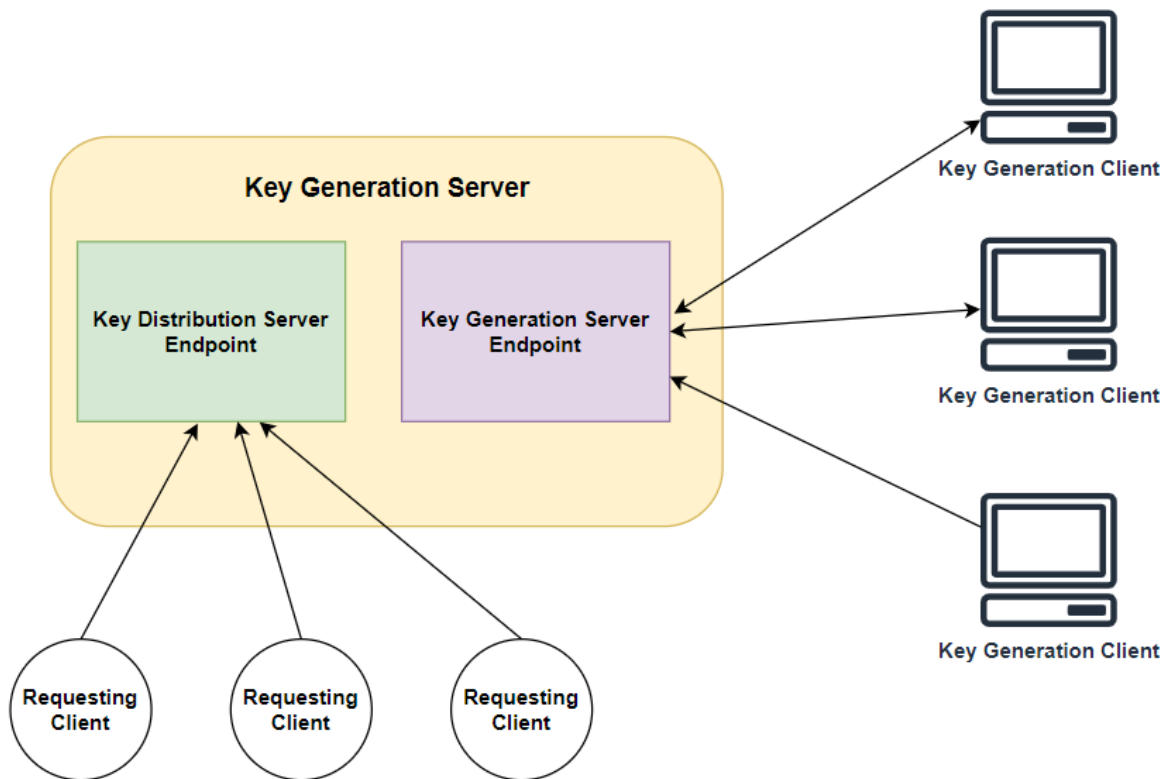 Key Generation Client
Key Generation Server
Key Distribution Server
Endpoint
Key Generation Server
Endpoint
Key Generation Client
Key Generation Client
Requesting
Client
Requesting
Client
Requesting
Client